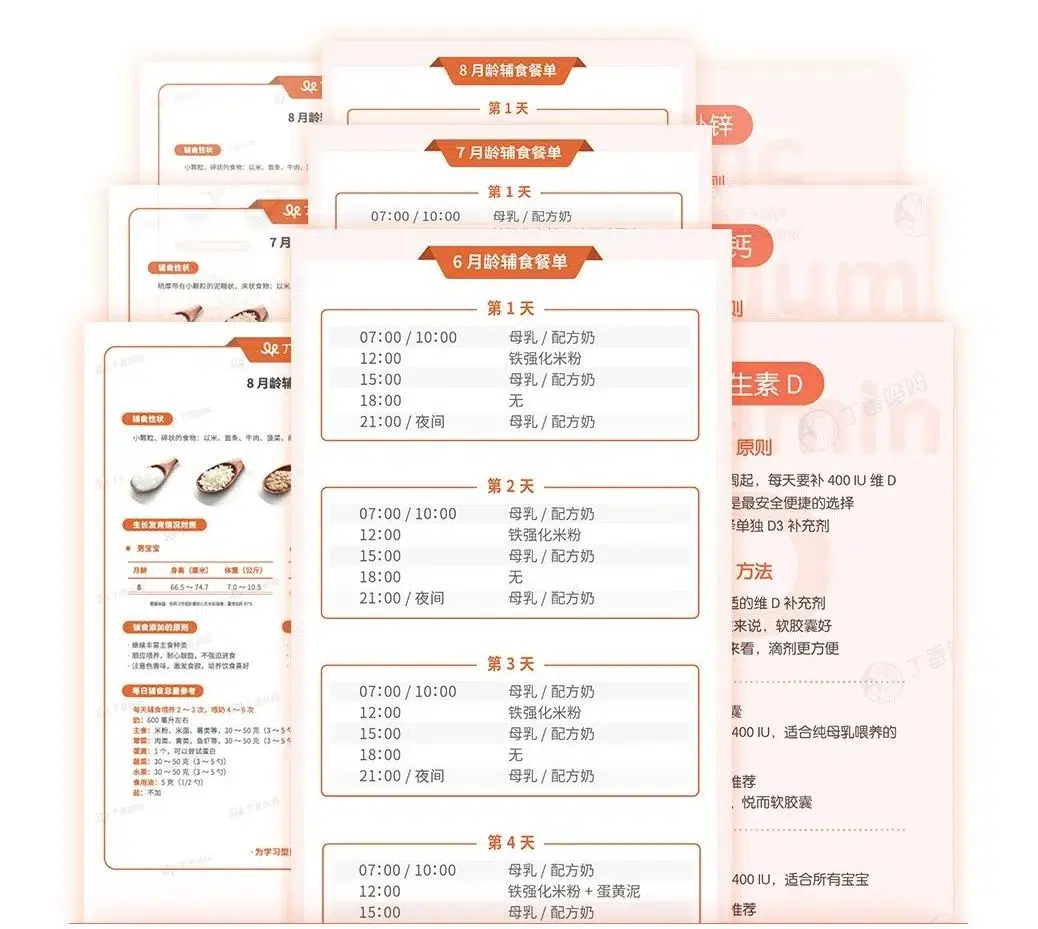 8 月龄辅食餐单
第 1 天
8 月龄
辅食性状
小颗粒、碎状的食物：以米、面条、牛肉、
锌
7 月龄辅食餐单
第 1 天
07:00 / 10:00 母乳 / 配方奶
7 月
辅食性状
稍厚带有小颗粒的泥糊状、末状食物：以米
钙
6 月龄辅食餐单
第 1 天
07:00 / 10:00 母乳 / 配方奶
12:00 铁强化米粉
15:00 母乳 / 配方奶
18:00 无
21:00 / 夜间 母乳 / 配方奶
第 2 天
07:00 / 10:00 母乳 / 配方奶
12:00 铁强化米粉
15:00 母乳 / 配方奶
18:00 无
21:00 / 夜间 母乳 / 配方奶
第 3 天
07:00 / 10:00 母乳 / 配方奶
12:00 铁强化米粉
15:00 母乳 / 配方奶
18:00 无
21:00 / 夜间 母乳 / 配方奶
第 4 天
07:00 / 10:00 母乳 / 配方奶
12:00 铁强化米粉 + 蛋黄泥
15:00 母乳 / 配方奶
丁
8 月龄辅
辅食性状
小颗粒、碎状的食物：以米、面条、牛肉、菠菜、
生长发育情况对照
男宝宝
月龄 身高（厘米） 体重（公斤）
8 66.5～74.7 7.0～10.5
辅食添加的原则
· 继续丰富主食种类
· 顺应喂养，耐心鼓励，不强迫进食
· 注意色香味，激发食欲，培养饮食喜好
每日辅食总量参考
每天辅食喂养 2～3 次，喂奶 4～6 次
奶：600 毫升左右
主食：米粉、米面、薯类等，30～50 克（3～5 勺
荤菜：肉类、禽类、鱼虾等，30～50 克（3～5 勺
蛋黄：1 个，可以尝试蛋白
蔬菜：30～50 克（3～5 勺）
水果：30～50 克（3～5 勺）
食用油：5 克（1/2 勺）
盐：不加
· 为学习型
生素 D
丁香妈妈
原则
周起，每天要补 400 IU 维 D
是最安全便捷的选择
单独 D3 补充剂
方法
适的维 D 补充剂
来说，软胶囊好
来看，滴剂更方便
囊
400 IU，适合纯母乳喂养的
推荐
、悦而软胶囊
400 IU，适合所有宝宝
推荐